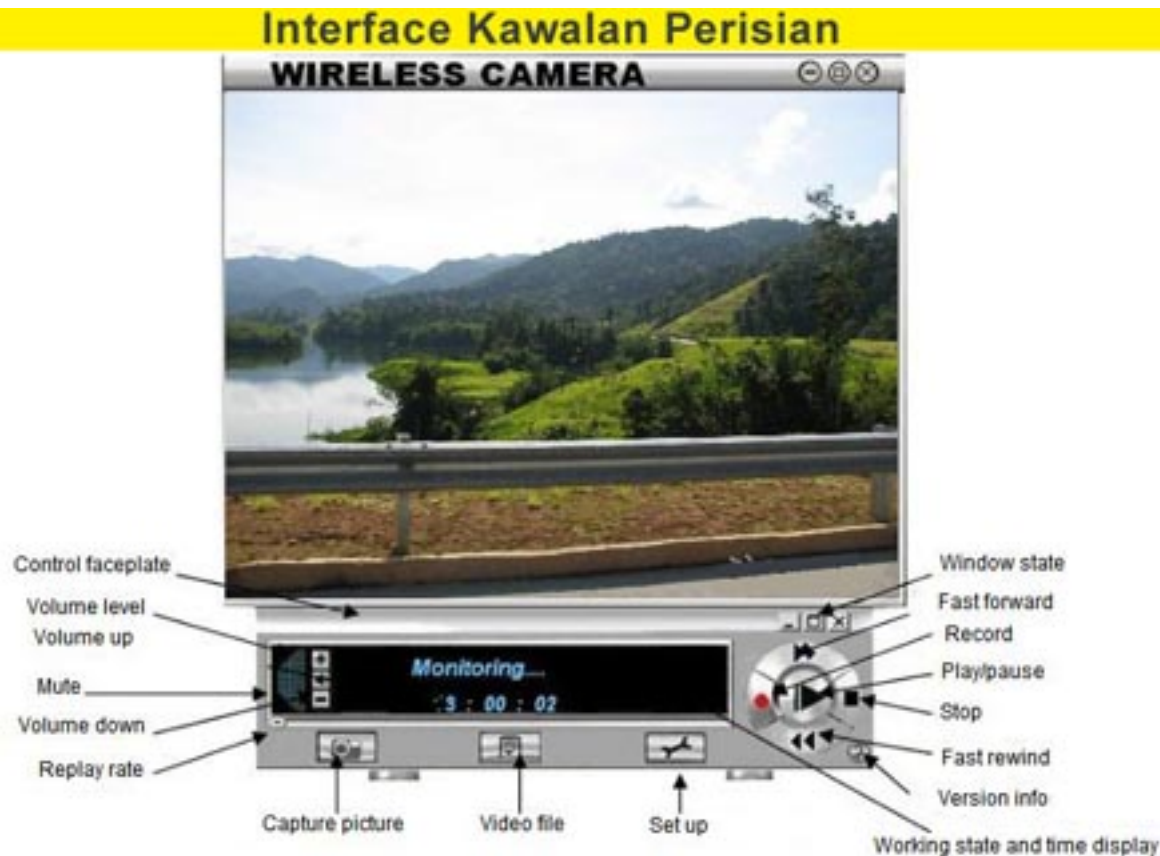 Interface Kawalan Perisian
WIRELESS CAMERA
Control faceplate
Volume level
Volume up
Mute
Volume down
Replay rate
Monitoring....
3 : 00 : 02
Window state
Fast forward
Record
Play/pause
Stop
Fast rewind
Version info
Capture picture
Video file
Set up
Working state and time display